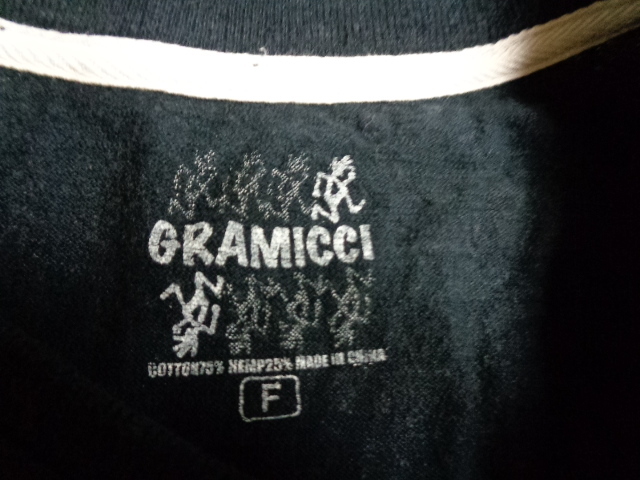 GRAMICCI
COTTON75% HEMP25% MADE IN CHINA
F